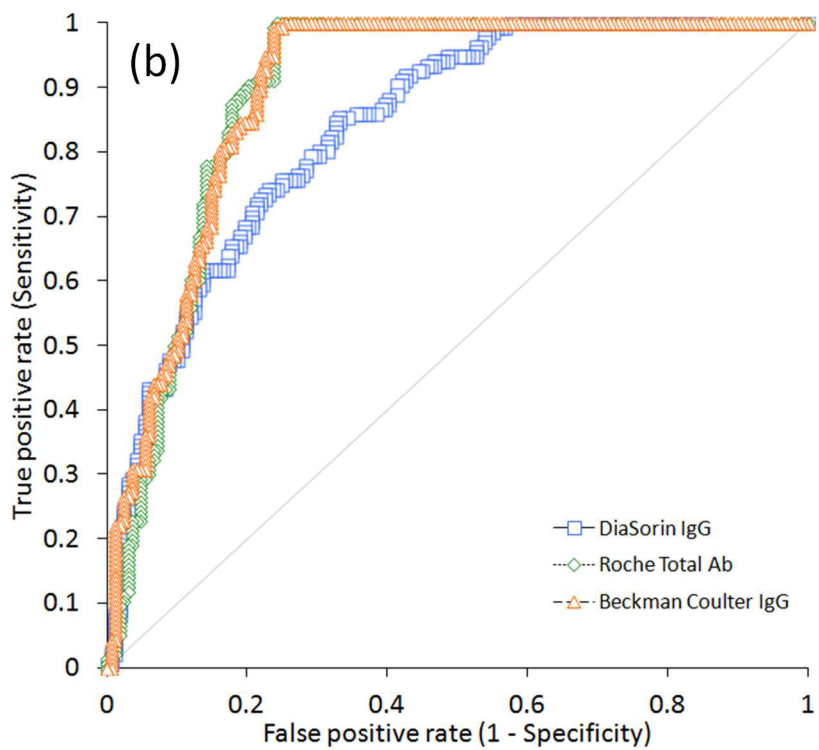 (b)
True positive rate (Sensitivity)
1
0.9
0.8
0.7
0.6
0.5
0.4
0.3
0.2
0.1
0
0 0.2 0.4 0.6 0.8 1
False positive rate (1 - Specificity)
DiaSorin IgG
Roche Total Ab
Beckman Coulter IgG